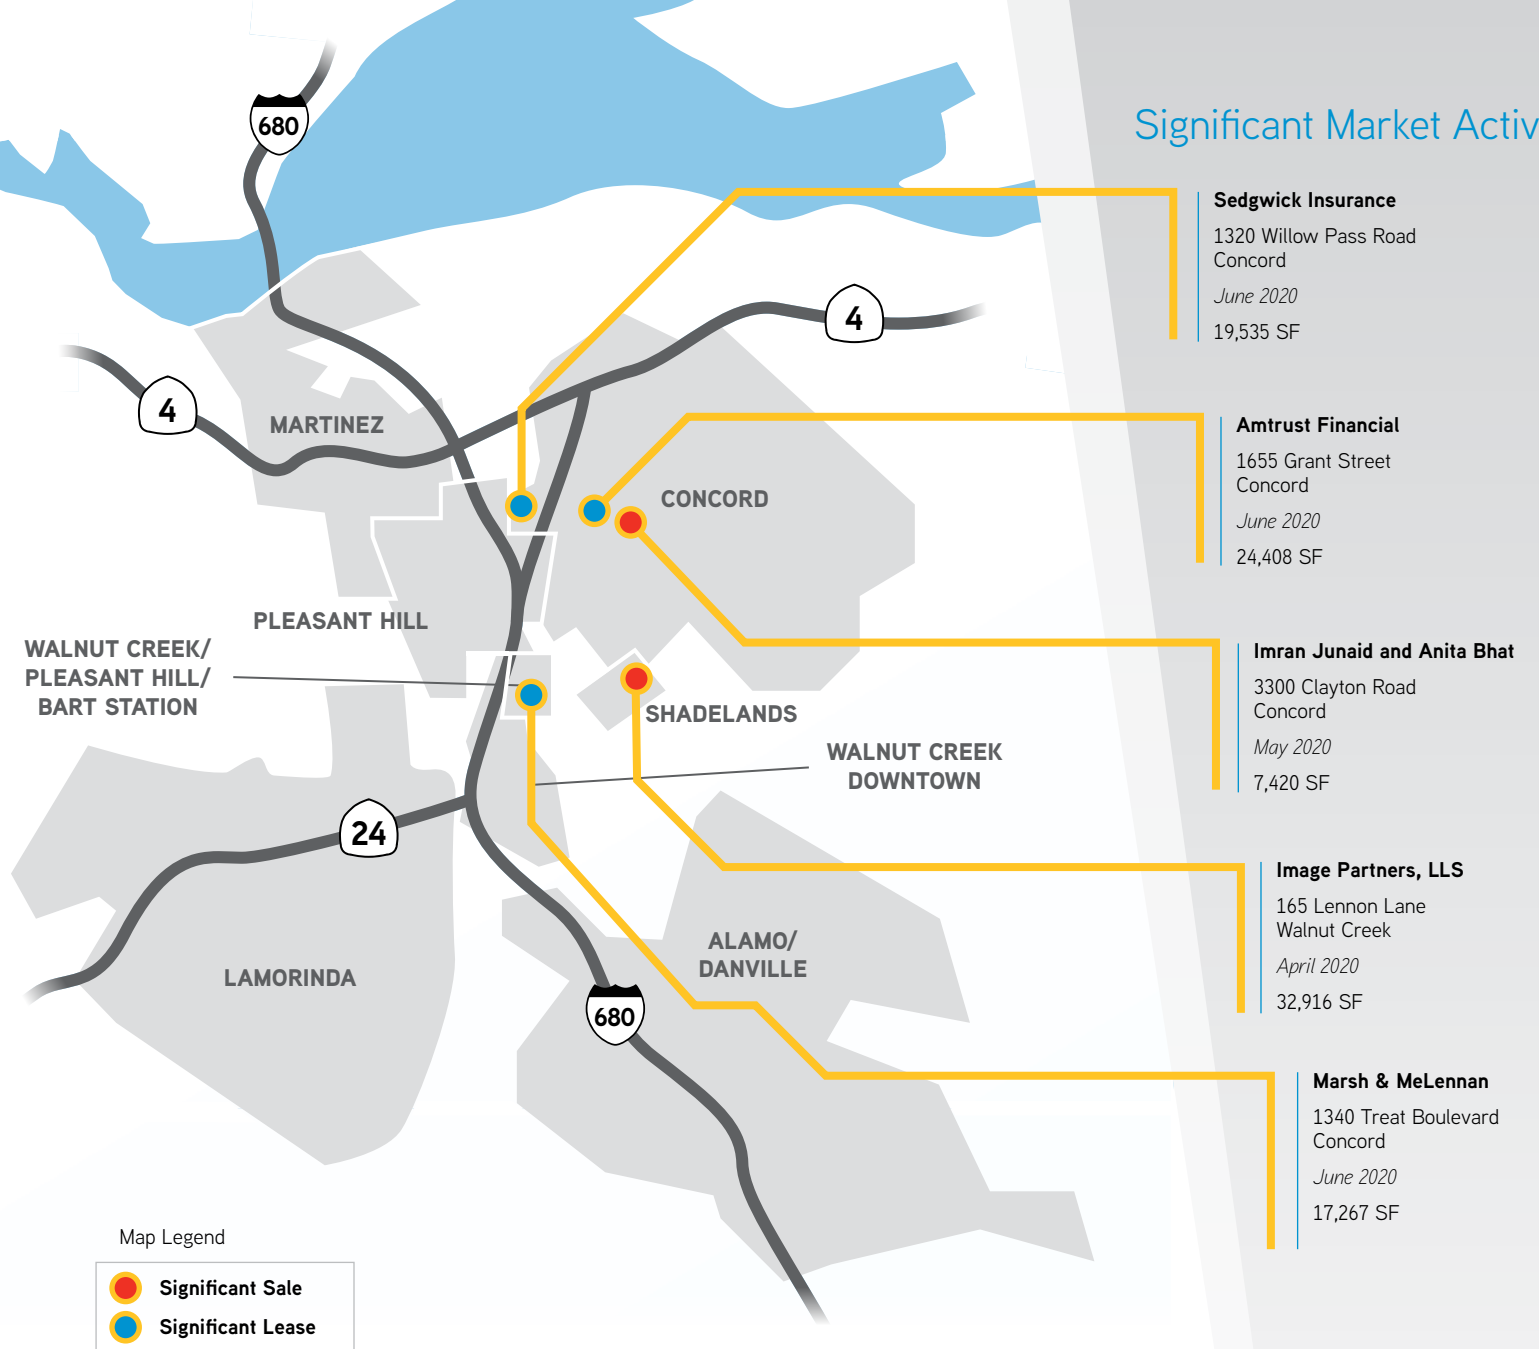 Significant Market Activ
680
Sedgwick Insurance
1320 Willow Pass Road
Concord
June 2020
19,535 SF
4
4
MARTINEZ
Amtrust Financial
1655 Grant Street
Concord
June 2020
24,408 SF
CONCORD
PLEASANT HILL
WALNUT CREEK/
PLEASANT HILL/
BART STATION
Imran Junaid and Anita Bhat
3300 Clayton Road
Concord
May 2020
7,420 SF
SHADELANDS
WALNUT CREEK
DOWNTOWN
24
Image Partners, LLS
165 Lennon Lane
Walnut Creek
April 2020
32,916 SF
ALAMO/
DANVILLE
LAMORINDA
680
Marsh & MeLennan
1340 Treat Boulevard
Concord
June 2020
17,267 SF
Map Legend
Significant Sale
Significant Lease